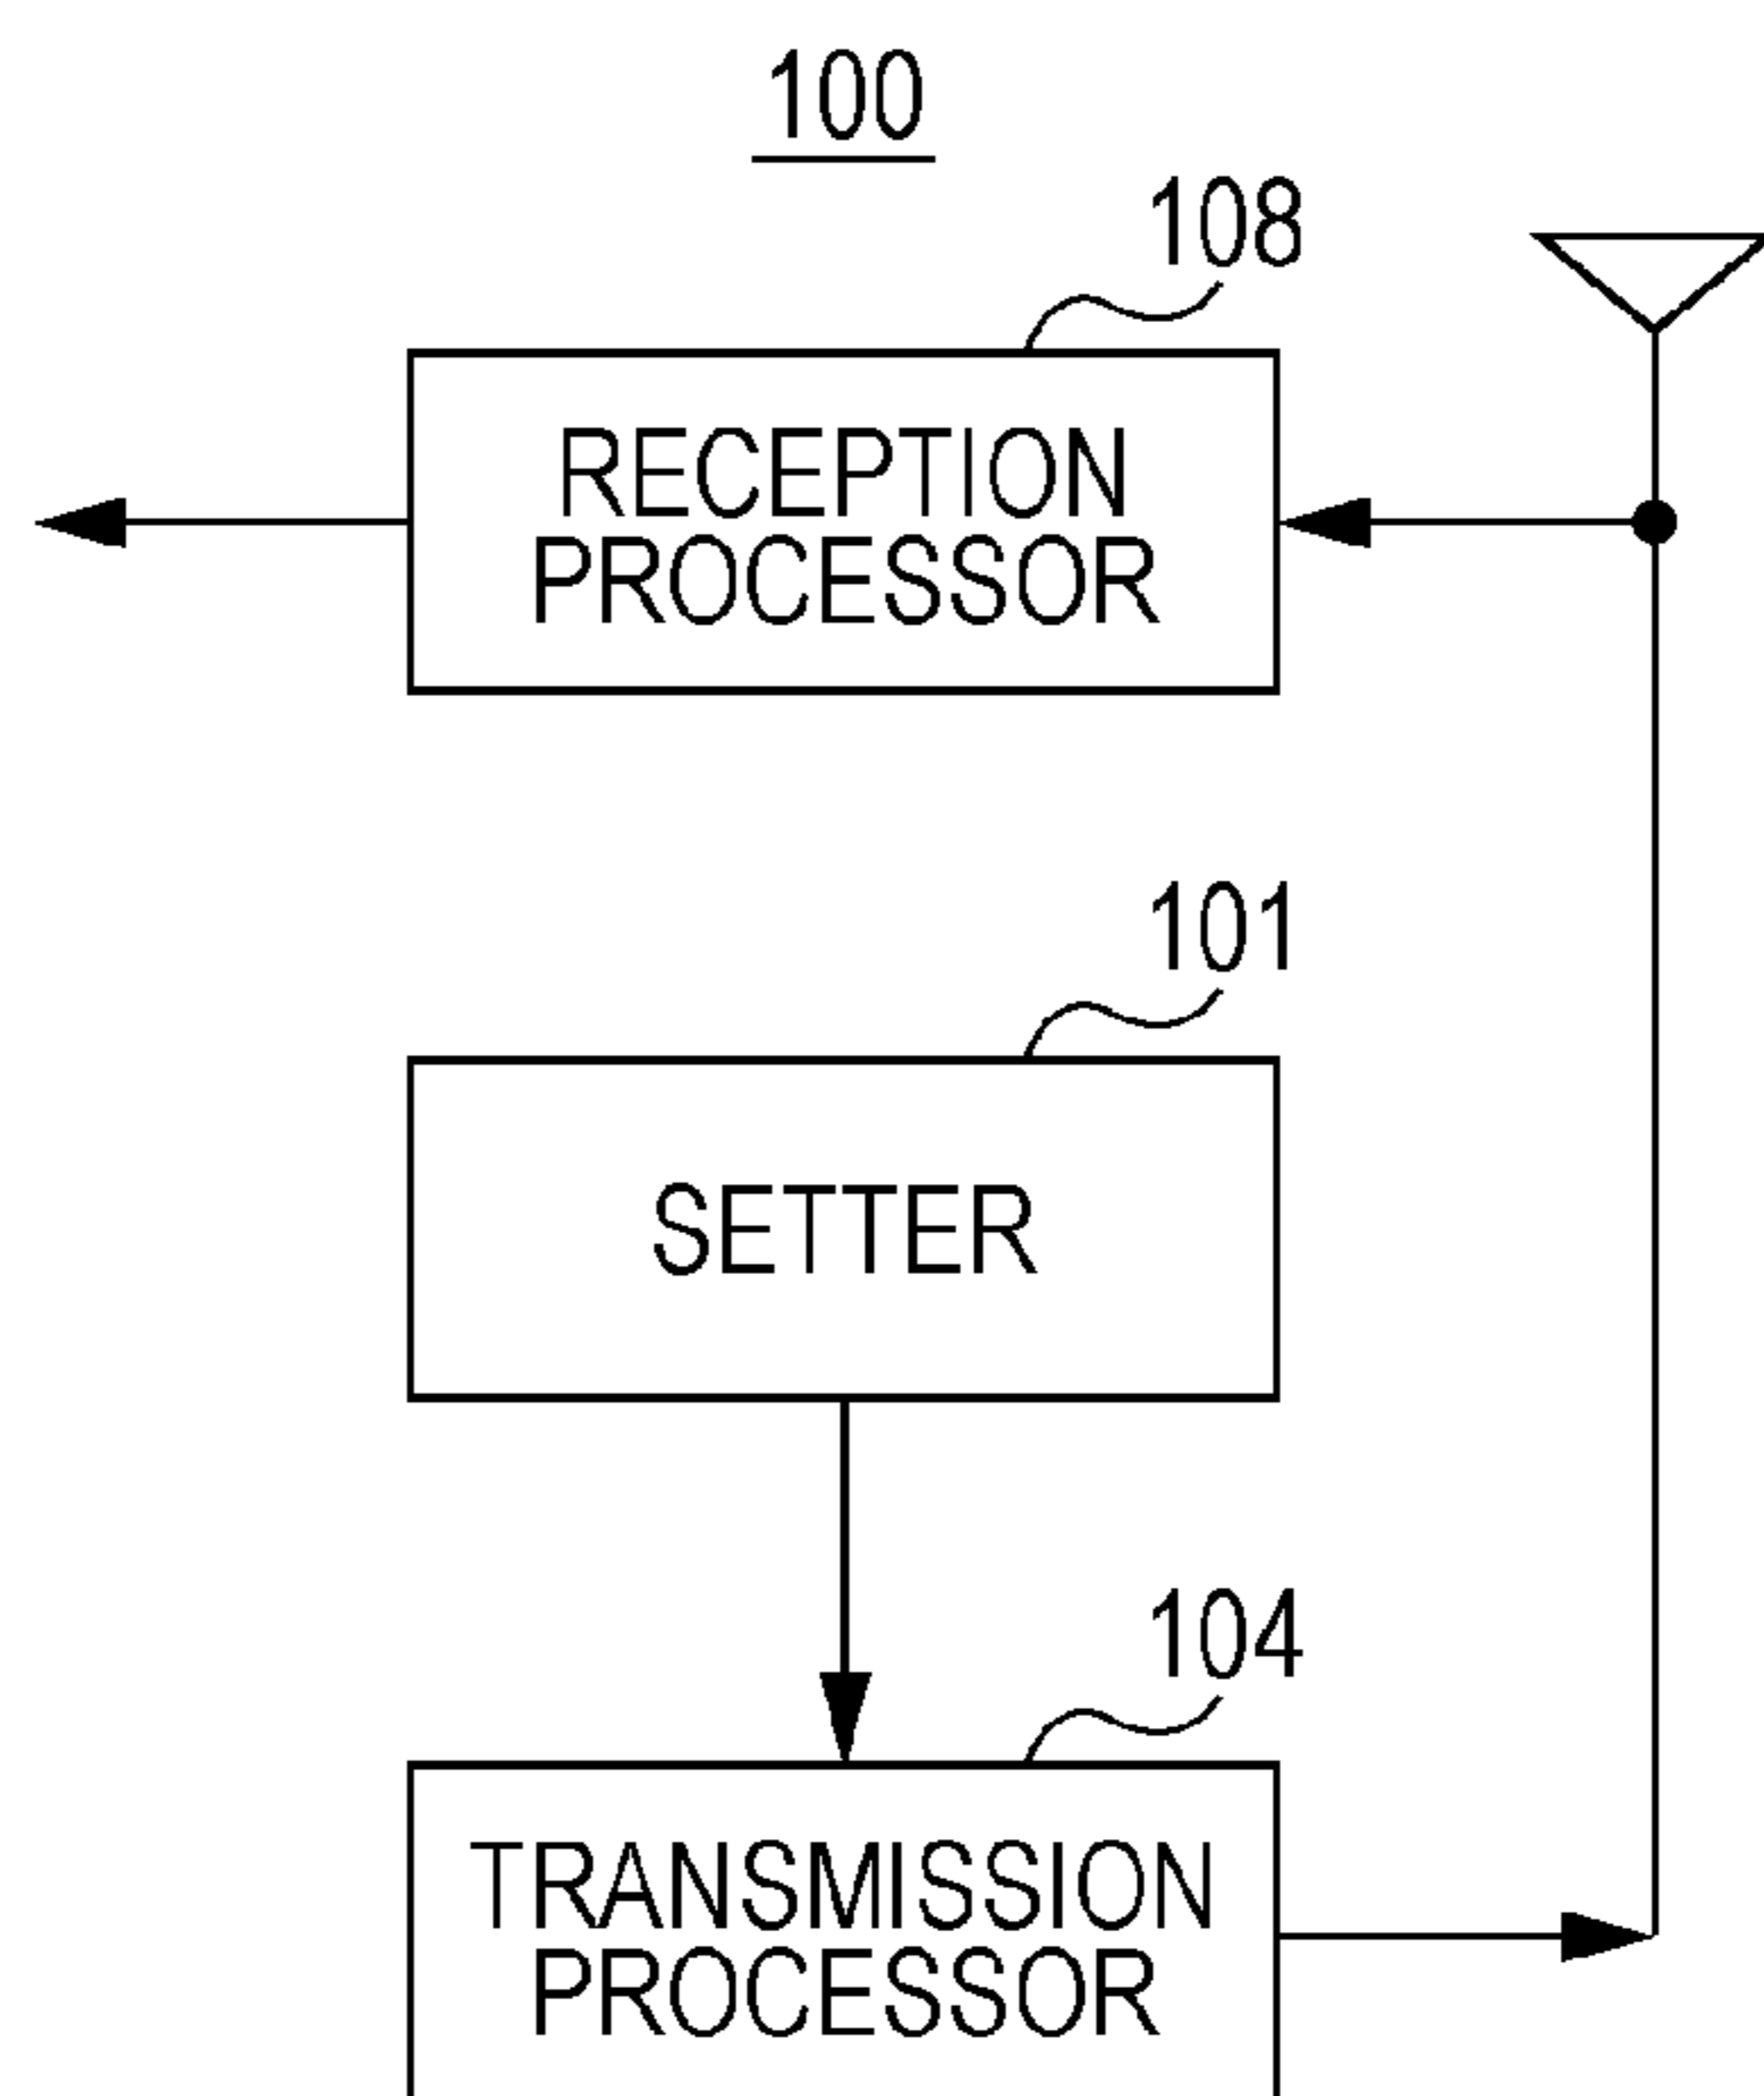 100
108
RECEPTION
PROCESSOR
101
SETTER
104
TRANSMISSION
PROCESSOR